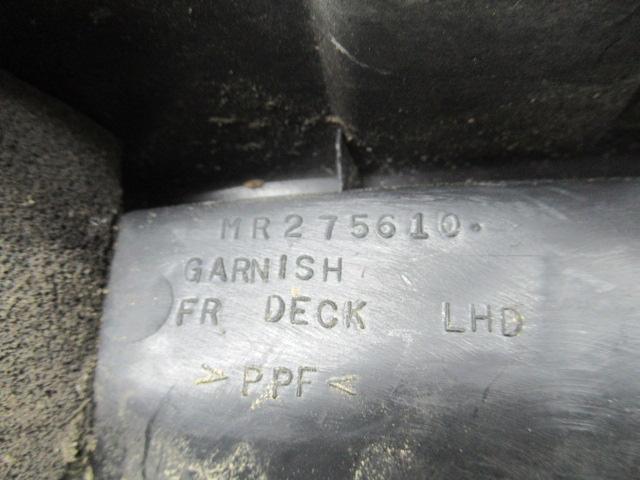 MR275610.
GARNISH
FR DECK LHD
>PPF<